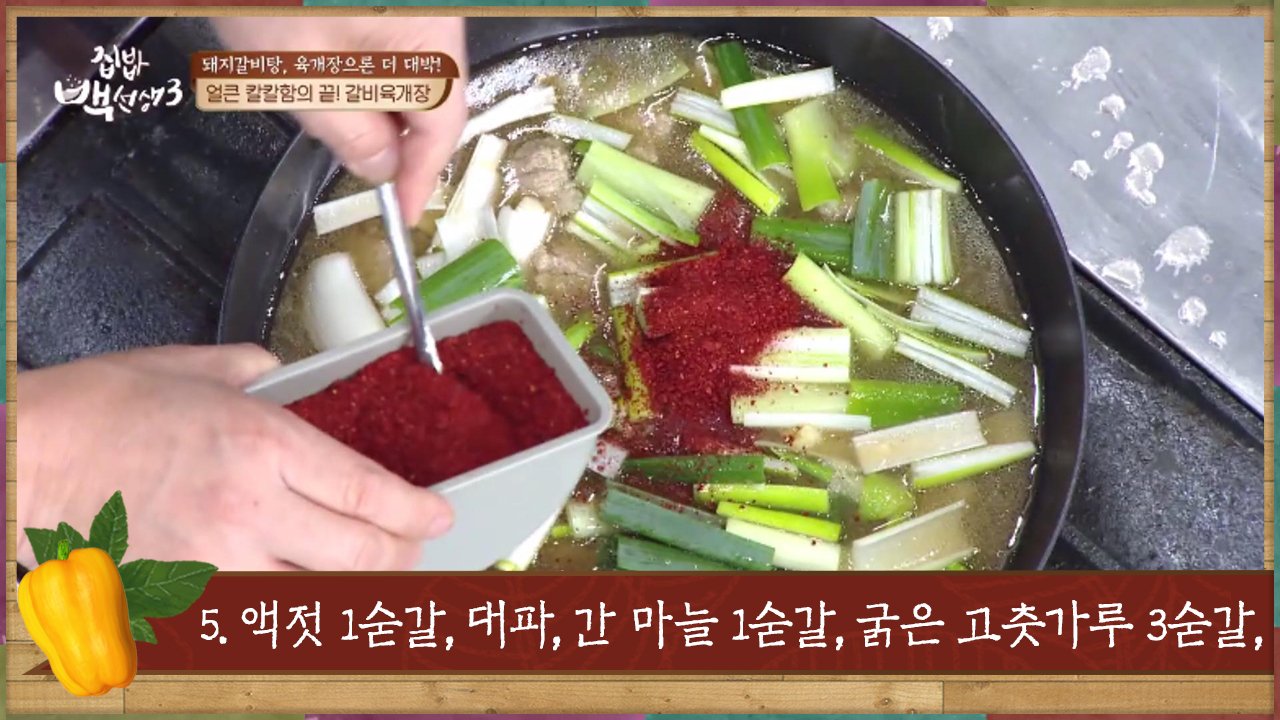 집밥
백선생3
돼지갈비탕, 육개장으론 더 대박!
얼큰 칼칼함의 끝! 갈비육개장
5. 액젓 1숟갈, 대파, 간 마늘 1숟갈, 굵은 고춧가루 3숟갈,